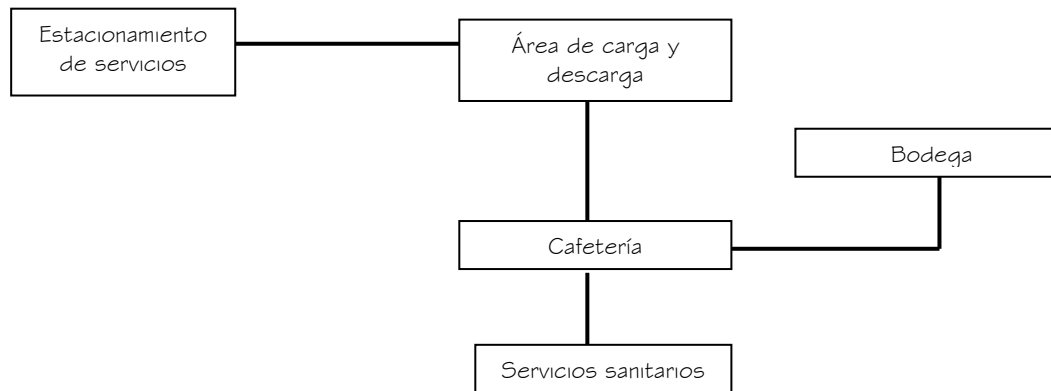 Estacionamiento
de servicios
Área de carga y
descarga
Bodega
Cafetería
Servicios sanitarios